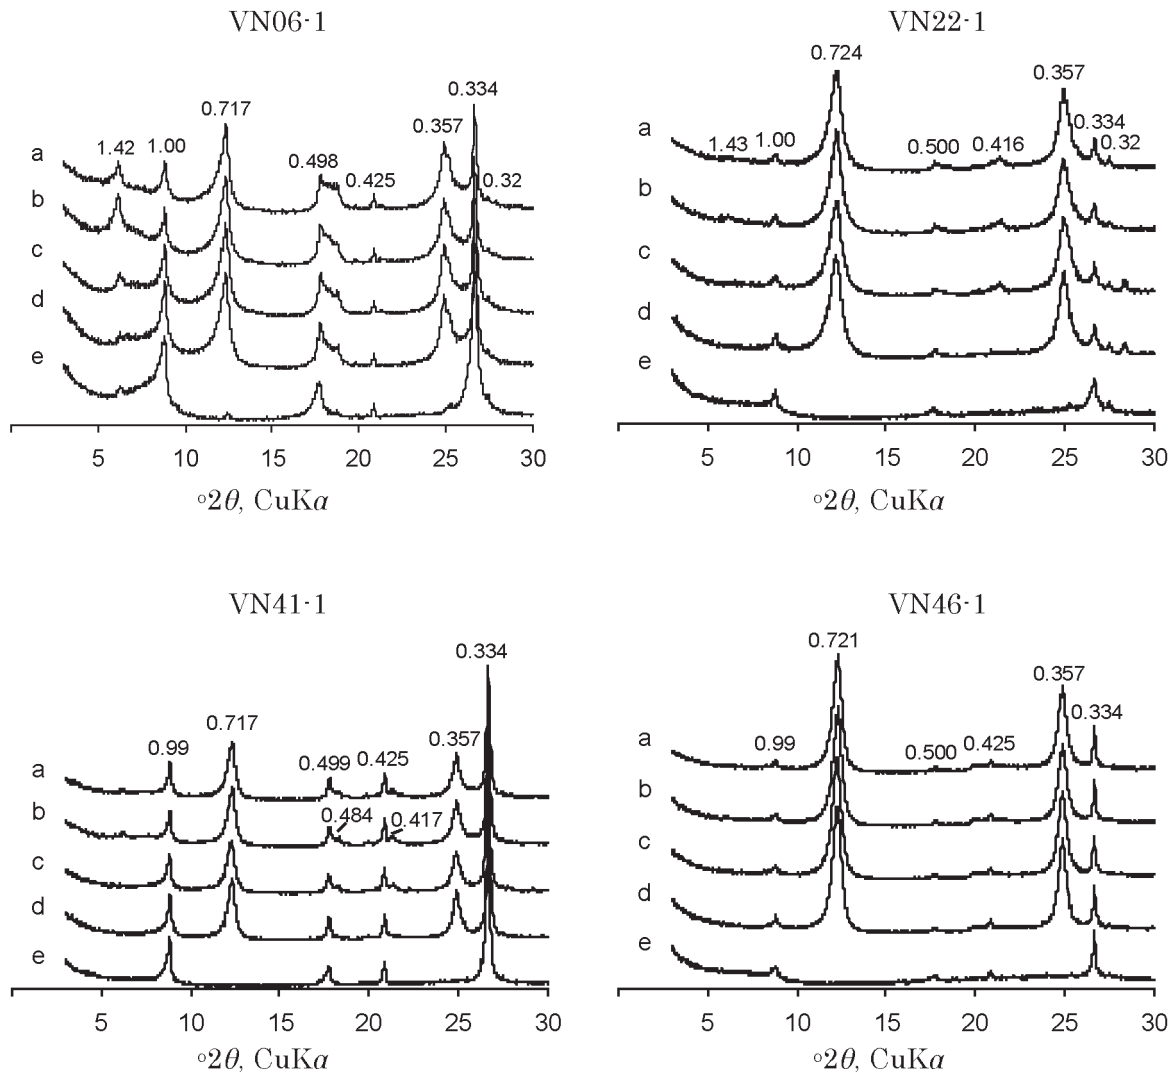 VN06-1
0.334
0.717
0.357
1.42
1.00
0.498
0.425
0.32
a
b
c
d
e
5 10 15 20 25 30
°2θ, CuKα
VN22-1
0.724
0.357
0.334
1.43
1.00
0.500
0.416
0.32
a
b
c
d
e
5 10 15 20 25 30
°2θ, CuKα
VN41-1
0.334
0.717
0.99
0.499
0.425
0.357
0.484
0.417
a
b
c
d
e
5 10 15 20 25 30
°2θ, CuKα
VN46-1
0.721
0.357
0.334
0.99
0.500
0.425
a
b
c
d
e
5 10 15 20 25 30
°2θ, CuKα